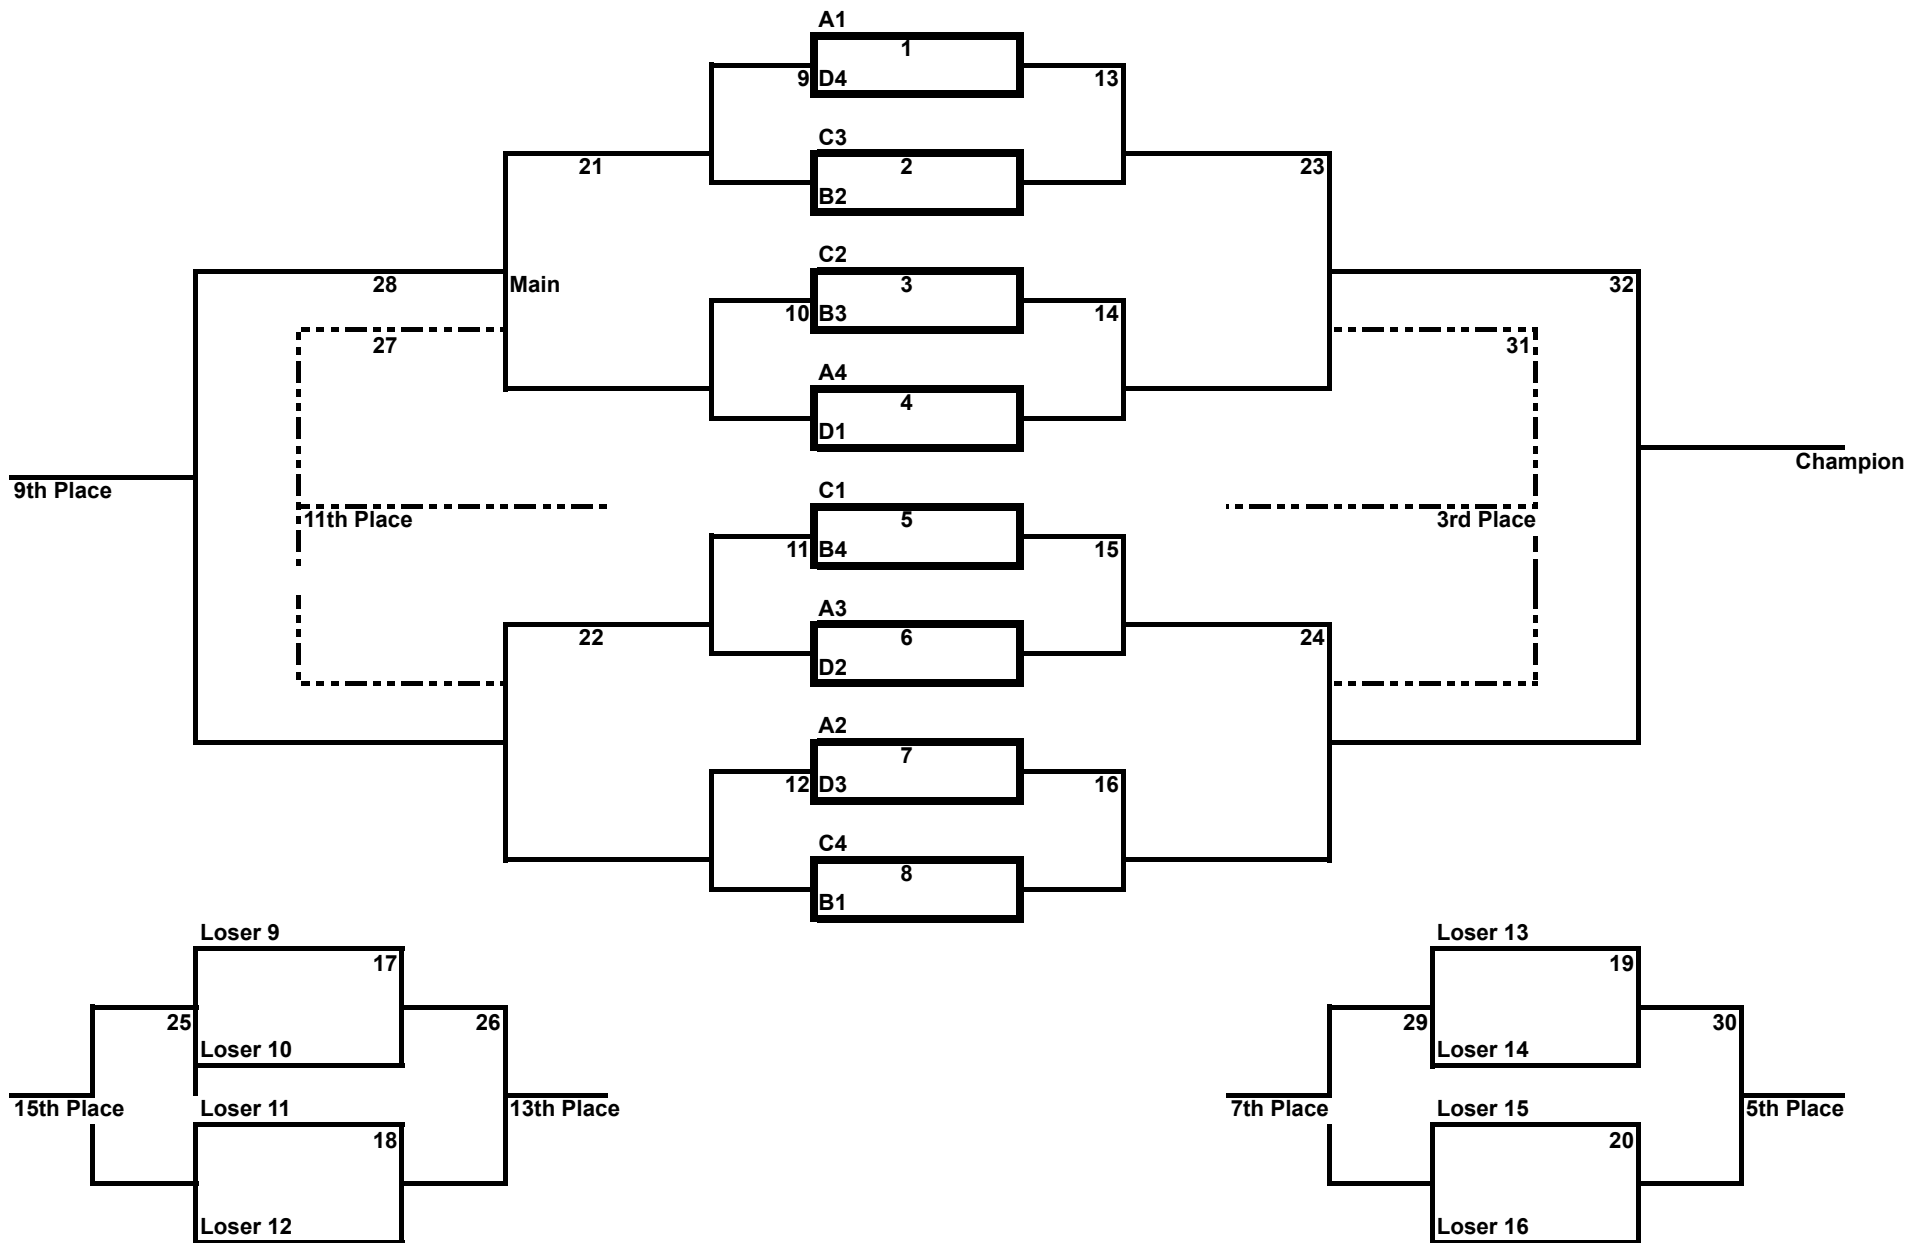 A1
1
9 D4 13
C3
21 2 23
B2
C2
28 Main 3 32
10 B3 14
27 31
A4
4
D1
Champion
9th Place C1
11th Place 5 3rd Place
11 B4 15
A3
22 6 24
D2
A2
7
12 D3 16
C4
8
B1
Loser 9 Loser 13
17 19
25 26 29 30
Loser 10 Loser 14
15th Place Loser 11 13th Place 7th Place Loser 15 5th Place
18 20
Loser 12 Loser 16